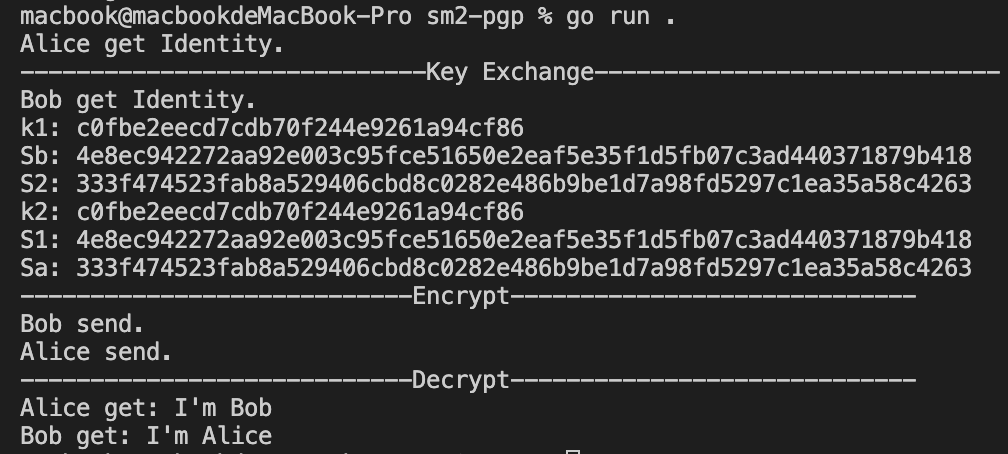 macbook@macbookdeMacBook-Pro sm2-pgp % go run .
Alice get Identity.
-----------------------------Key Exchange-----------------------------
Bob get Identity.
k1: c0fbe2eecd7cdb70f244e9261a94cf86
Sb: 4e8ec942272aa92e003c95fce51650e2eaf5e35f1d5fb07c3ad440371879b418
S2: 333f474523fab8a529406cbd8c0282e486b9be1d7a98fd5297c1ea35a58c4263
k2: c0fbe2eecd7cdb70f244e9261a94cf86
S1: 4e8ec942272aa92e003c95fce51650e2eaf5e35f1d5fb07c3ad440371879b418
Sa: 333f474523fab8a529406cbd8c0282e486b9be1d7a98fd5297c1ea35a58c4263
----------------------------Encrypt-----------------------------
Bob send.
Alice send.
----------------------------Decrypt-----------------------------
Alice get: I'm Bob
Bob get: I'm Alice